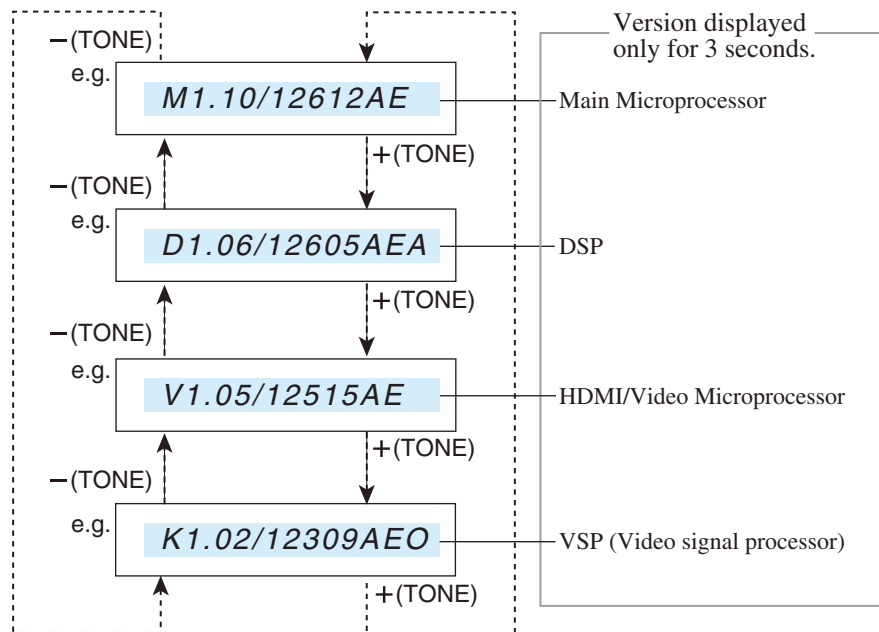 Version displayed
only for 3 seconds.
−(TONE)
e.g.
M1.10/12612AE
Main Microprocessor
+(TONE)
−(TONE)
e.g.
D1.06/12605AEA
DSP
+(TONE)
−(TONE)
e.g.
V1.05/12515AE
HDMI/Video Microprocessor
+(TONE)
−(TONE)
e.g.
K1.02/12309AEO
VSP (Video signal processor)
+(TONE)